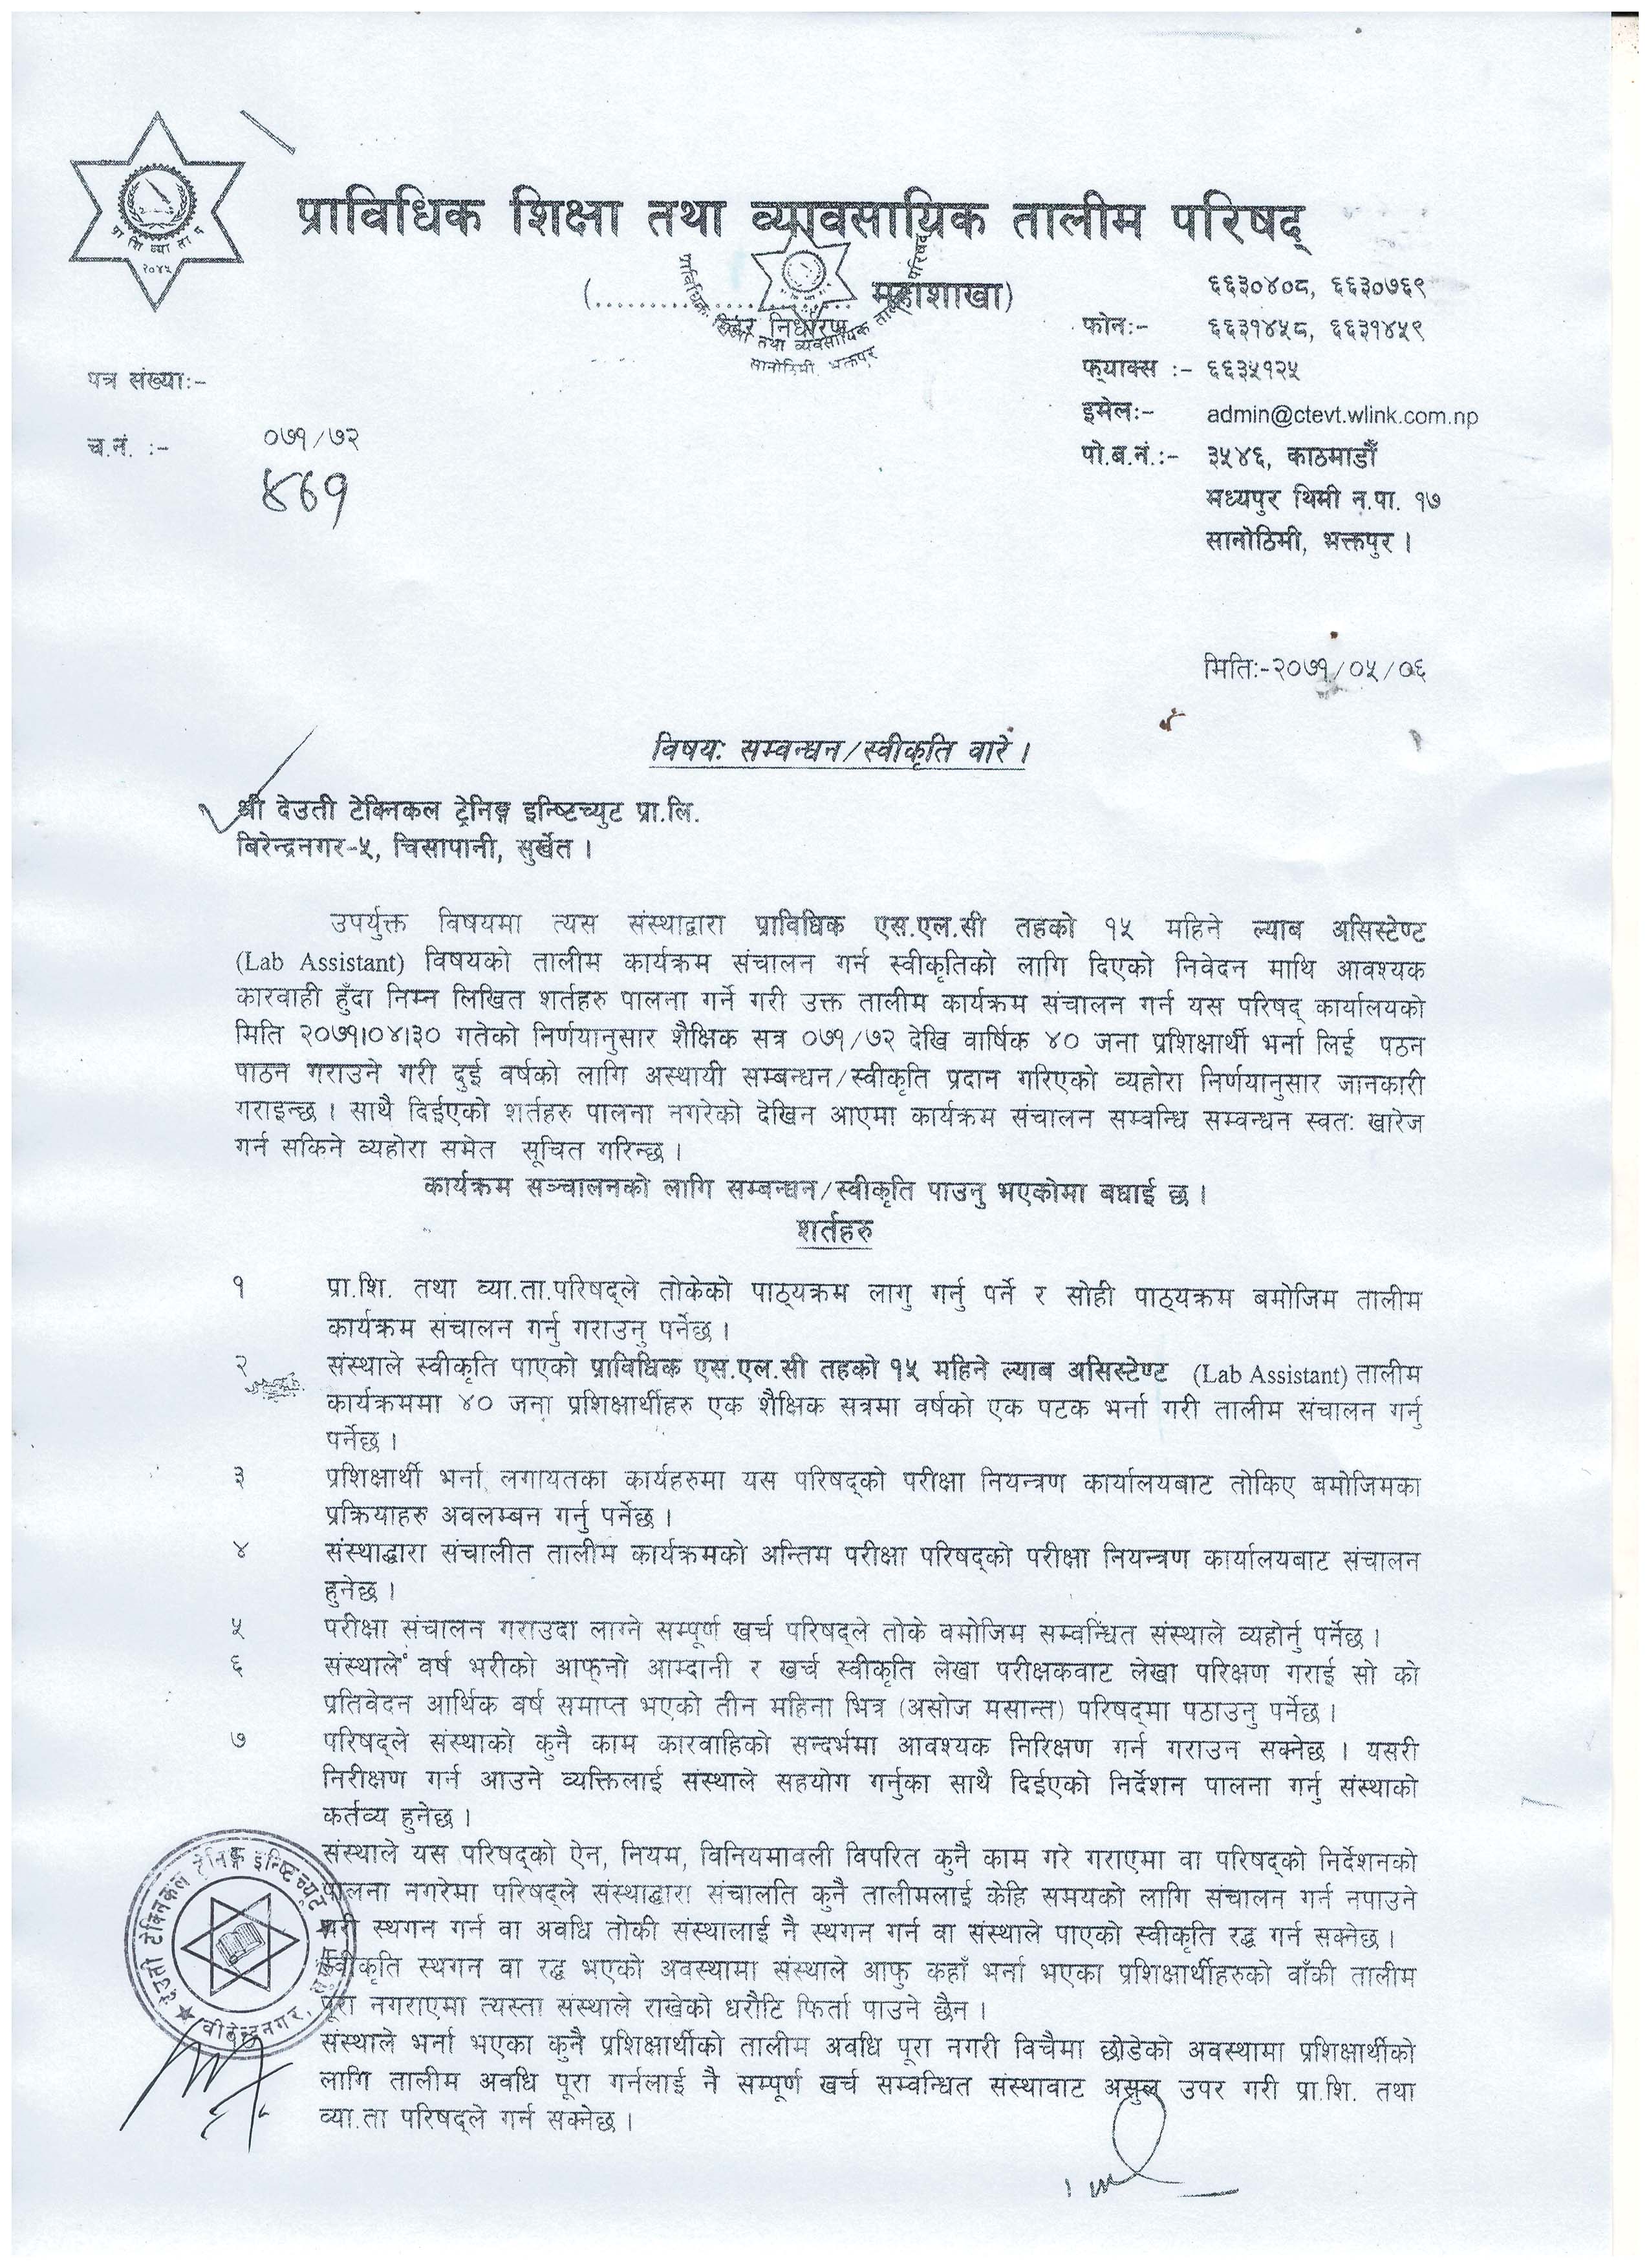 प्राविधिक शिक्षा तथा व्यावसायिक तालीम परिषद्
प्रा शि व्या ता प
२०४५
(........................ महाशाखा)
स्तर निर्धारण
प्राविधिक शिक्षा तथा व्यवसायिक तालीम परिषद
सानोठिमी, भक्तपुर
६६३०४०८, ६६३०७६९
फोनः- ६६३१४५८, ६६३१४५९
फ्याक्स :- ६६३५१२५
इमेलः- admin@ctevt.wlink.com.np
पो.ब.नं.:- ३५४६, काठमाडौँ
मध्यपुर थिमी न.पा. १७
सानोठिमी, भक्तपुर ।
पत्र संख्याः-
च.नं. :- ०७१/७२
४६१
मितिः-२०७१/०५/०६
विषयः सम्वन्धन/स्वीकृति वारे ।
श्री देउती टेक्निकल ट्रेनिङ्ग इन्ष्टिच्युट प्रा.लि.
बिरेन्द्रनगर-५, चिसापानी, सुर्खेत ।
उपर्युक्त विषयमा त्यस संस्थाद्वारा प्राविधिक एस.एल.सी तहको १५ महिने ल्याब असिस्टेण्ट
(Lab Assistant) विषयको तालीम कार्यक्रम संचालन गर्न स्वीकृतिको लागि दिएको निवेदन माथि आवश्यक
कारवाही हुँदा निम्न लिखित शर्तहरु पालना गर्ने गरी उक्त तालीम कार्यक्रम संचालन गर्न यस परिषद् कार्यालयको
मिति २०७१।०४।३० गतेको निर्णयानुसार शैक्षिक सत्र ०७१/७२ देखि वार्षिक ४० जना प्रशिक्षार्थी भर्ना लिई पठन
पाठन गराउने गरी दुई वर्षको लागि अस्थायी सम्बन्धन/स्वीकृति प्रदान गरिएको व्यहोरा निर्णयानुसार जानकारी
गराइन्छ । साथै दिईएको शर्तहरु पालना नगरेको देखिन आएमा कार्यक्रम संचालन सम्वन्धि सम्वन्धन स्वतः खारेज
गर्न सकिने व्यहोरा समेत सूचित गरिन्छ ।
कार्यक्रम सञ्चालनको लागि सम्बन्धन/स्वीकृति पाउनु भएकोमा बधाई छ ।
शर्तहरु
१ प्रा.शि. तथा व्या.ता.परिषद्ले तोकेको पाठ्यक्रम लागु गर्नु पर्ने र सोही पाठ्यक्रम बमोजिम तालीम
कार्यक्रम संचालन गर्नु गराउनु पर्नेछ ।
२ संस्थाले स्वीकृति पाएको प्राविधिक एस.एल.सी तहको १५ महिने ल्याब असिस्टेण्ट (Lab Assistant) तालीम
कार्यक्रममा ४० जना प्रशिक्षार्थीहरु एक शैक्षिक सत्रमा वर्षको एक पटक भर्ना गरी तालीम संचालन गर्नु
पर्नेछ ।
३ प्रशिक्षार्थी भर्ना लगायतका कार्यहरुमा यस परिषद्को परीक्षा नियन्त्रण कार्यालयबाट तोकिए बमोजिमका
प्रक्रियाहरु अवलम्बन गर्नु पर्नेछ ।
४ संस्थाद्वारा संचालीत तालीम कार्यक्रमको अन्तिम परीक्षा परिषद्को परीक्षा नियन्त्रण कार्यालयबाट संचालन
हुनेछ ।
५ परीक्षा संचालन गराउदा लाग्ने सम्पूर्ण खर्च परिषद्ले तोके वमोजिम सम्वन्धित संस्थाले व्यहोर्नु पर्नेछ ।
६ संस्थाले वर्ष भरीको आफ्नो आम्दानी र खर्च स्वीकृति लेखा परीक्षकवाट लेखा परिक्षण गराई सो को
प्रतिवेदन आर्थिक वर्ष समाप्त भएको तीन महिना भित्र (असोज मसान्त) परिषद्मा पठाउनु पर्नेछ ।
७ परिषद्ले संस्थाको कुनै काम कारवाहिको सन्दर्भमा आवश्यक निरिक्षण गर्न गराउन सक्नेछ । यसरी
निरीक्षण गर्न आउने व्यक्तिलाई संस्थाले सहयोग गर्नुका साथै दिईएको निर्देशन पालना गर्नु संस्थाको
कर्तव्य हुनेछ ।
संस्थाले यस परिषद्को ऐन, नियम, विनियमावली विपरित कुनै काम गरे गराएमा वा परिषद्को निर्देशनको
पालना नगरेमा परिषद्ले संस्थाद्वारा संचालति कुनै तालीमलाई केहि समयको लागि संचालन गर्न नपाउने
गरी स्थगन गर्न वा अवधि तोकी संस्थालाई नै स्थगन गर्न वा संस्थाले पाएको स्वीकृति रद्ध गर्न सक्नेछ ।
स्वीकृति स्थगन वा रद्ध भएको अवस्थामा संस्थाले आफु कहाँ भर्ना भएका प्रशिक्षार्थीहरुको वाँकी तालीम
पूरा नगराएमा त्यस्ता संस्थाले राखेको धरौटि फिर्ता पाउने छैन ।
संस्थाले भर्ना भएका कुनै प्रशिक्षार्थीको तालीम अवधि पूरा नगरी विचैमा छोडेको अवस्थामा प्रशिक्षार्थीको
लागि तालीम अवधि पूरा गर्नलाई नै सम्पूर्ण खर्च सम्वन्धित संस्थावाट असुल उपर गरी प्रा.शि. तथा
व्या.ता परिषद्ले गर्न सक्नेछ ।
देउती टेक्निकल ट्रेनिङ्ग इन्ष्टिच्यूट
वीरेन्द्रनगर,